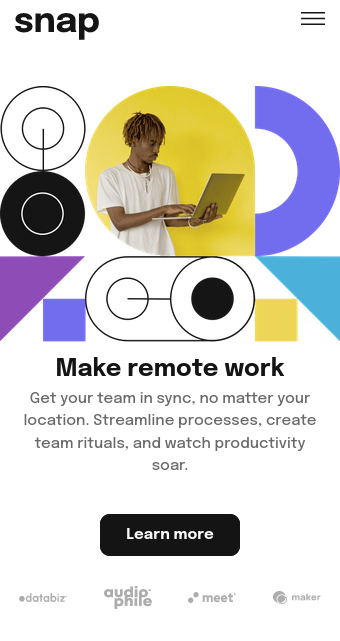 snap
Make remote work
Get your team in sync, no matter your
location. Streamline processes, create
team rituals, and watch productivity
soar.
Learn more
databiz
audio
phile
meet
maker